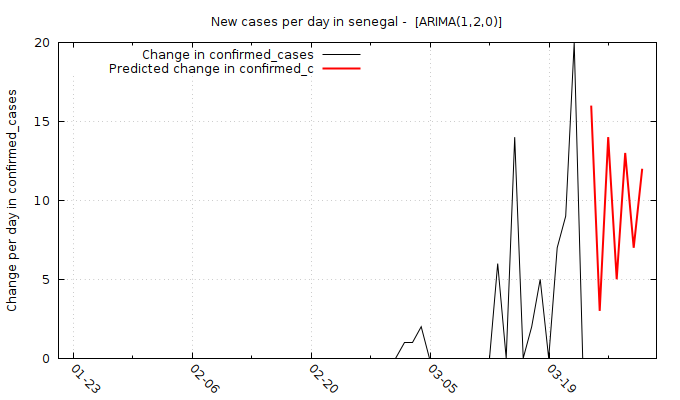 New cases per day in senegal -  [ARIMA(1,2,0)]
Change in confirmed_cases
Predicted change in confirmed_c
Change per day in confirmed_cases
20
15
10
5
0
01-23
02-06
02-20
03-05
03-19